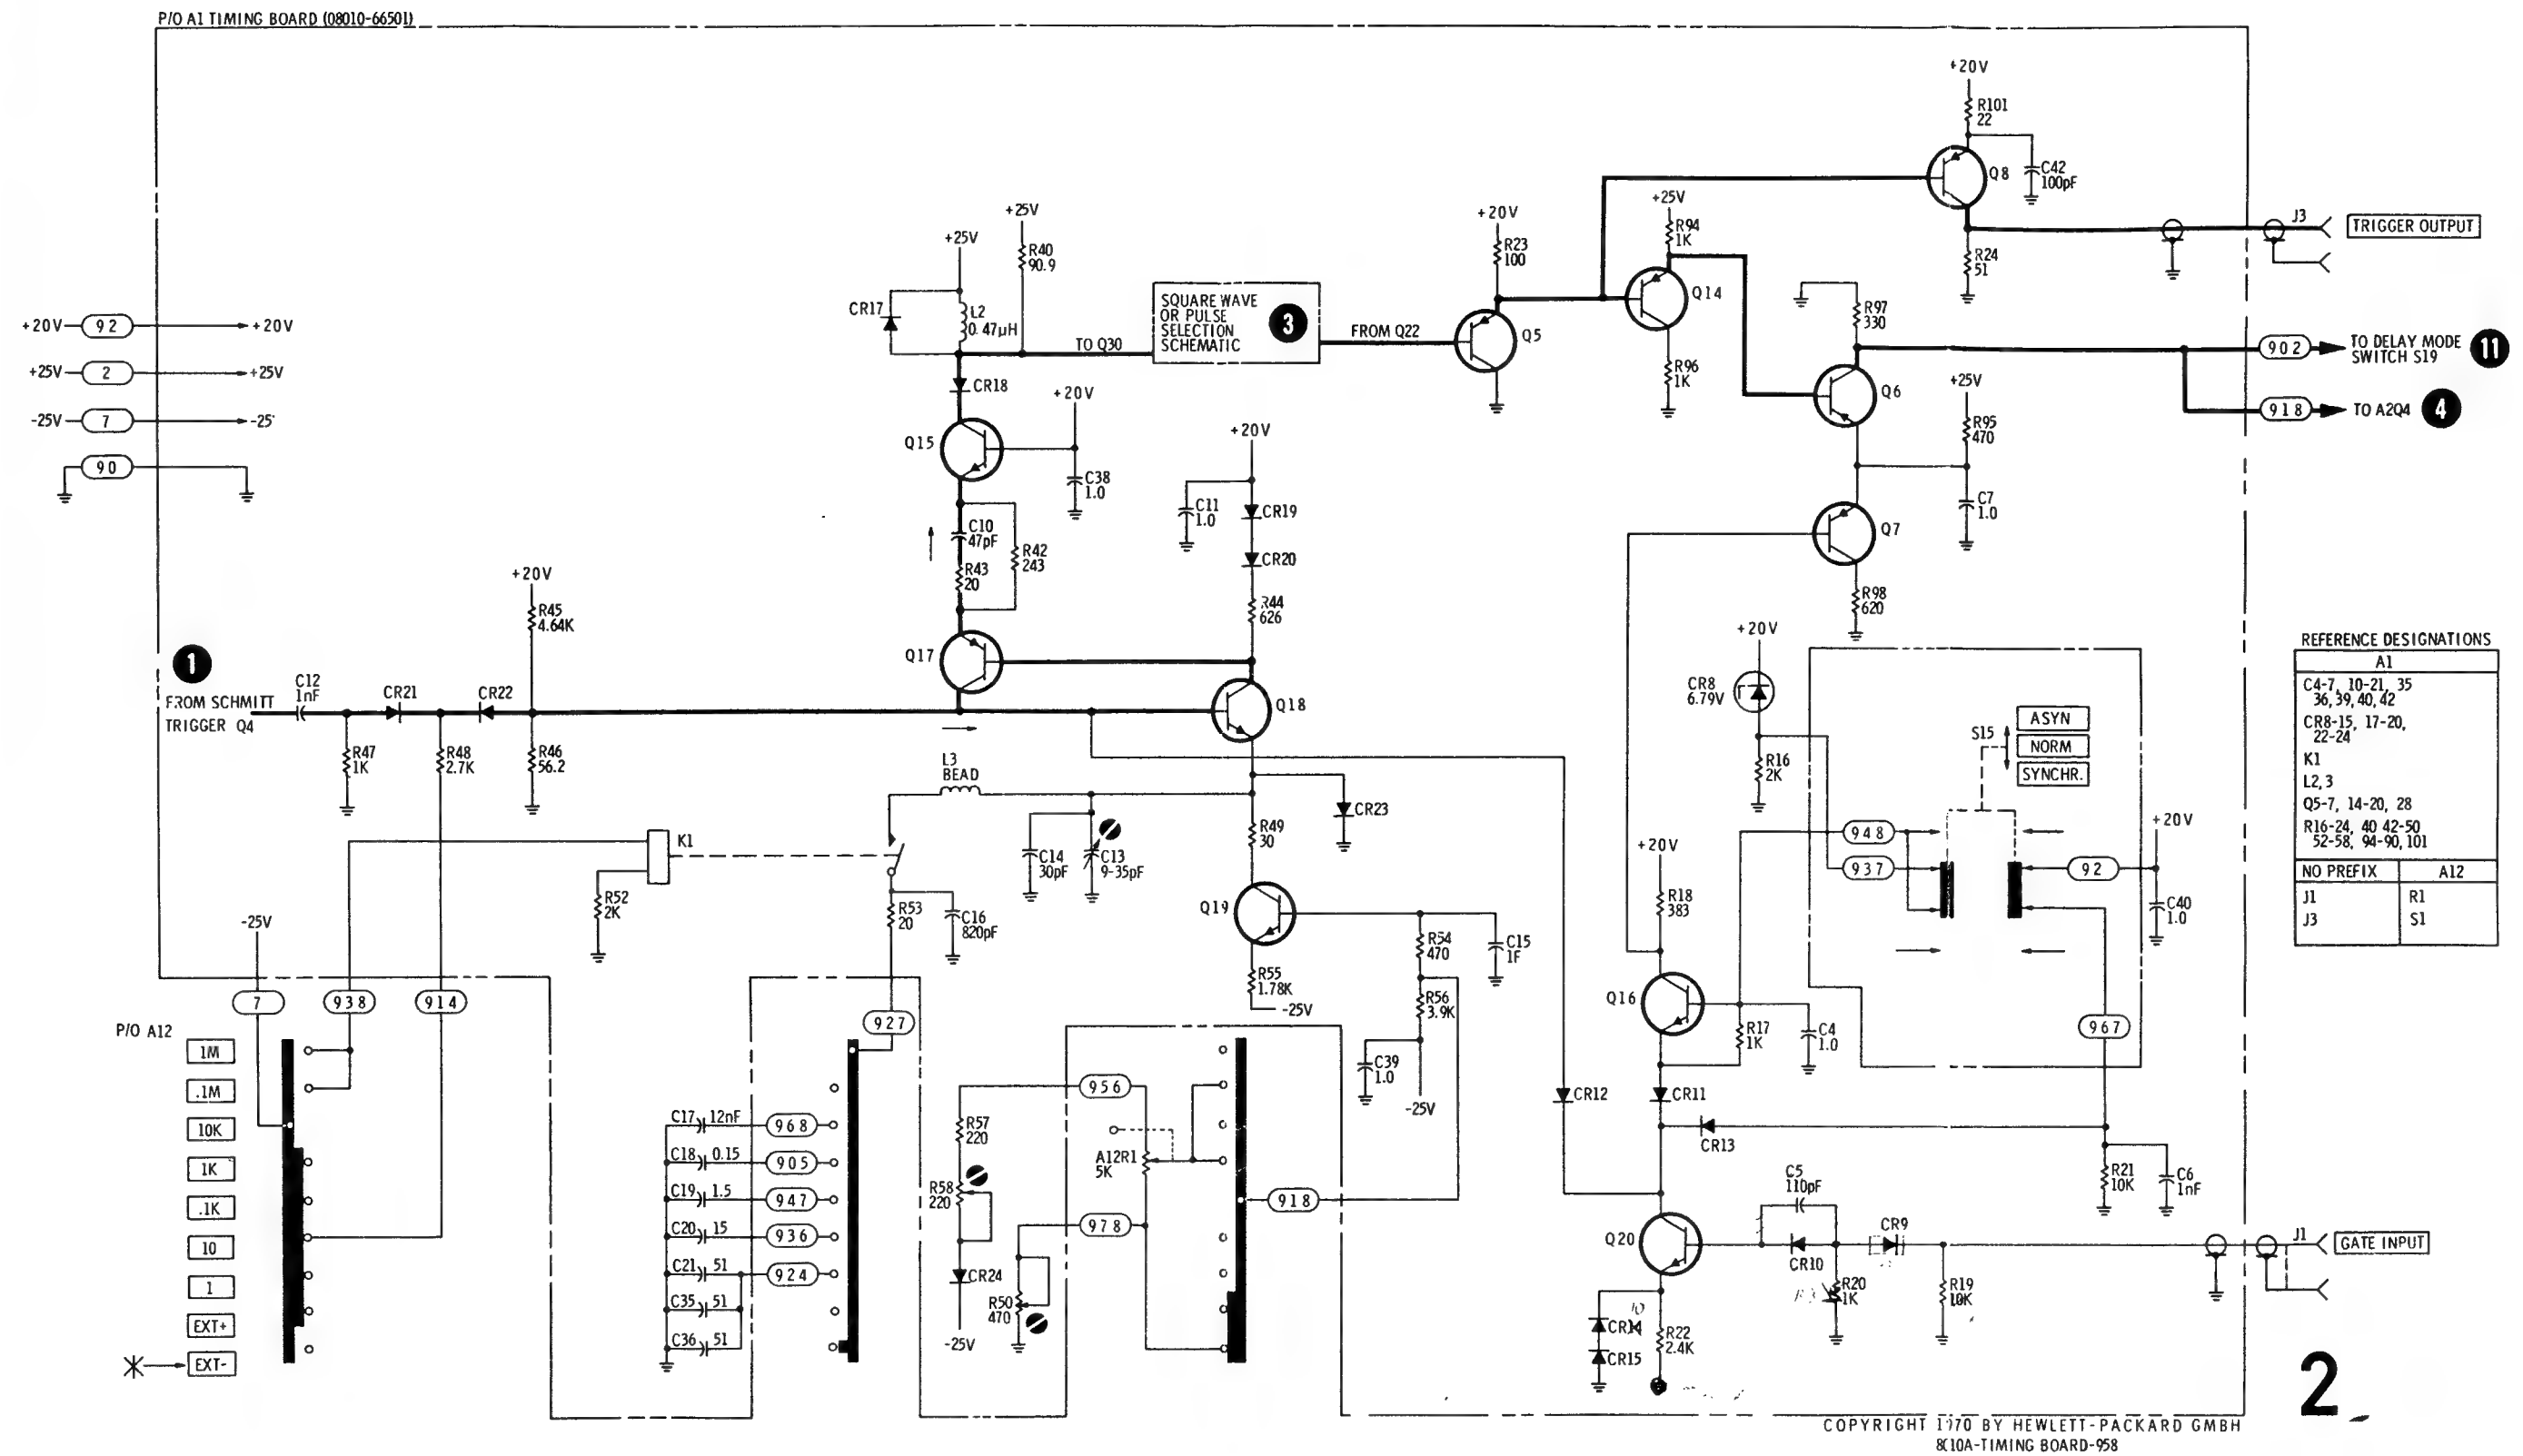 P/O A1 TIMING BOARD (08010-66501)
+20V
R101
22
Q8
C42
100pF
J3
TRIGGER OUTPUT
R24
51
+25V
R94
1K
Q14
R96
1K
+20V
R23
100
Q5
FROM Q22
SQUARE WAVE
OR PULSE
SELECTION
SCHEMATIC
3
TO Q30
+25V
R40
90.9
+25V
CR17
L2
0.47µH
CR18
+20V
Q15
C38
1.0
C10
47pF
R43
20
R42
243
Q17
+20V
C11
1.0
CR19
CR20
R44
626
Q18
R97
330
902
TO DELAY MODE
SWITCH S19
11
Q6
918
TO A2Q4
4
+25V
R95
470
C7
1.0
Q7
R98
620
+20V
92
+20V
+25V
2
+25V
-25V
7
-25
90
1
FROM SCHMITT
TRIGGER Q4
C12
1nF
CR21
CR22
+20V
R45
4.64K
R47
1K
R48
2.7K
R46
56.2
L3
BEAD
K1
R52
2K
C14
30pF
C13
9-35pF
R49
30
CR23
R53
20
C16
820pF
Q19
R54
470
C15
1F
R55
1.78K
-25V
R56
3.9K
C39
1.0
-25V
+20V
CR8
6.79V
R16
2K
S15
ASYN
NORM
SYNCHR.
948
937
92
+20V
C40
1.0
967
+20V
R18
383
Q16
R17
1K
C4
1.0
CR12
CR11
CR13
R21
10K
C6
1nF
C5
110pF
Q20
CR10
CR9
R20
1K
R19
10K
J1
GATE INPUT
CR14
CR15
R22
2.4K
REFERENCE DESIGNATIONS
A1
C4-7, 10-21, 35
36, 39, 40, 42
CR8-15, 17-20,
22-24
K1
L2, 3
Q5-7, 14-20, 28
R16-24, 40 42-50
52-58, 94-90, 101
NO PREFIX
A12
J1
R1
J3
S1
-25V
7
938
914
P/O A12
1M
.1M
10K
1K
.1K
10
1
EXT+
EXT-
927
C17 12nF
968
C18 0.15
905
C19 1.5
947
C20 15
936
C21 51
924
C35 51
C36 51
956
R57
220
A12R1
5K
R58
220
978
918
CR24
-25V
R50
470
2
COPYRIGHT 1970 BY HEWLETT-PACKARD GMBH
8010A-TIMING BOARD-958